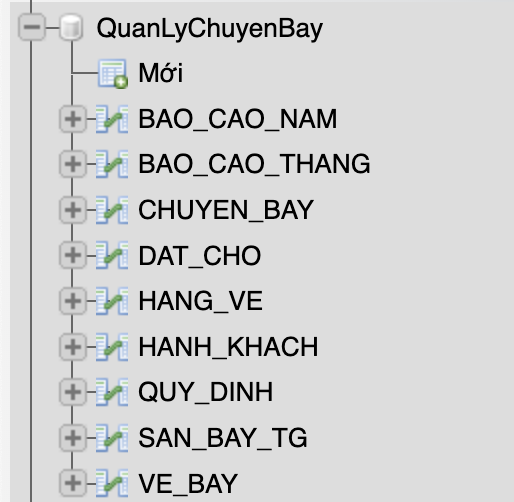 QuanLyChuyenBay
Mới
BAO_CAO_NAM
BAO_CAO_THANG
CHUYEN_BAY
DAT_CHO
HANG_VE
HANH_KHACH
QUY_DINH
SAN_BAY_TG
VE_BAY